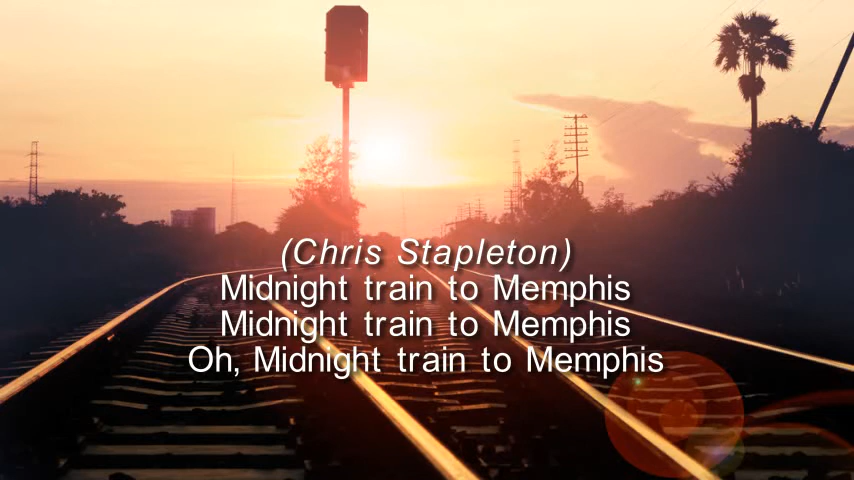 (Chris Stapleton)
Midnight train to Memphis
Midnight train to Memphis
Oh, Midnight train to Memphis